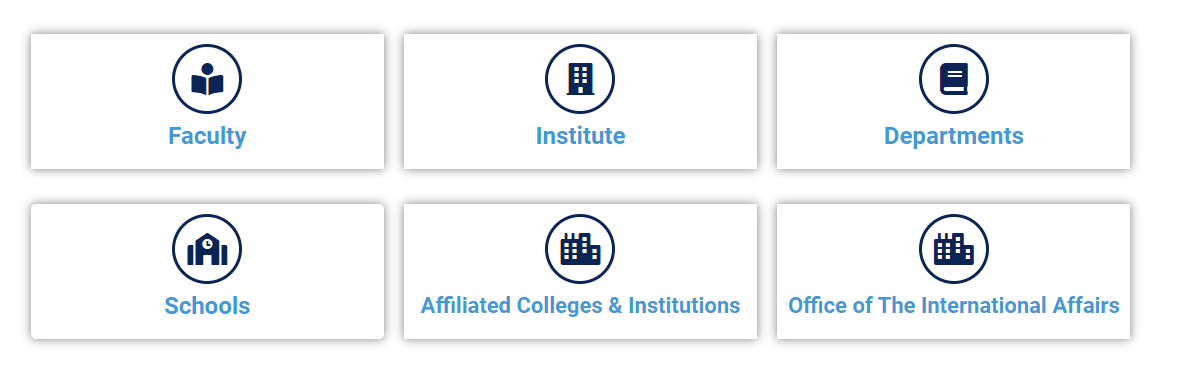 Faculty
Institute
Departments
Schools
Affiliated Colleges & Institutions
Office of The International Affairs